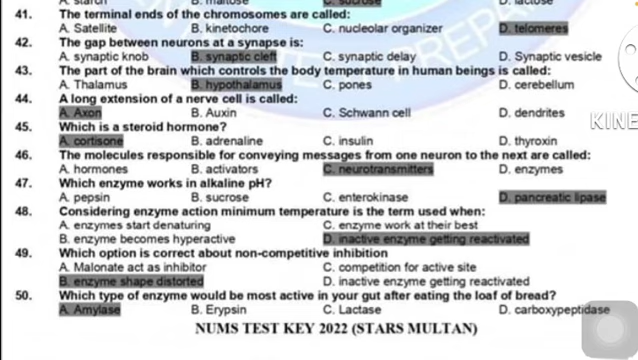 A. starch B. maltose C. sucrose D. lactose
41. The terminal ends of the chromosomes are called:
A. Satellite B. kinetochore C. nucleolar organizer D. telomeres
42. The gap between neurons at a synapse is:
A. synaptic knob B. synaptic cleft C. synaptic delay D. Synaptic vesicle
43. The part of the brain which controls the body temperature in human beings is called:
A. Thalamus B. hypothalamus C. pones D. cerebellum
44. A long extension of a nerve cell is called:
A. Axon B. Auxin C. Schwann cell D. dendrites
KINE
45. Which is a steroid hormone?
A. cortisone B. adrenaline C. insulin D. thyroxin
46. The molecules responsible for conveying messages from one neuron to the next are called:
A. hormones B. activators C. neurotransmitters D. enzymes
47. Which enzyme works in alkaline pH?
A. pepsin B. sucrose C. enterokinase D. pancreatic lipase
48. Considering enzyme action minimum temperature is the term used when:
A. enzymes start denaturing C. enzyme work at their best
B. enzyme becomes hyperactive D. inactive enzyme getting reactivated
49. Which option is correct about non-competitive inhibition
A. Malonate act as inhibitor C. competition for active site
B. enzyme shape distorted D. inactive enzyme getting reactivated
50. Which type of enzyme would be most active in your gut after eating the loaf of bread?
A. Amylase B. Erypsin C. Lactase D. carboxypeptidase
NUMS TEST KEY 2022 (STARS MULTAN)